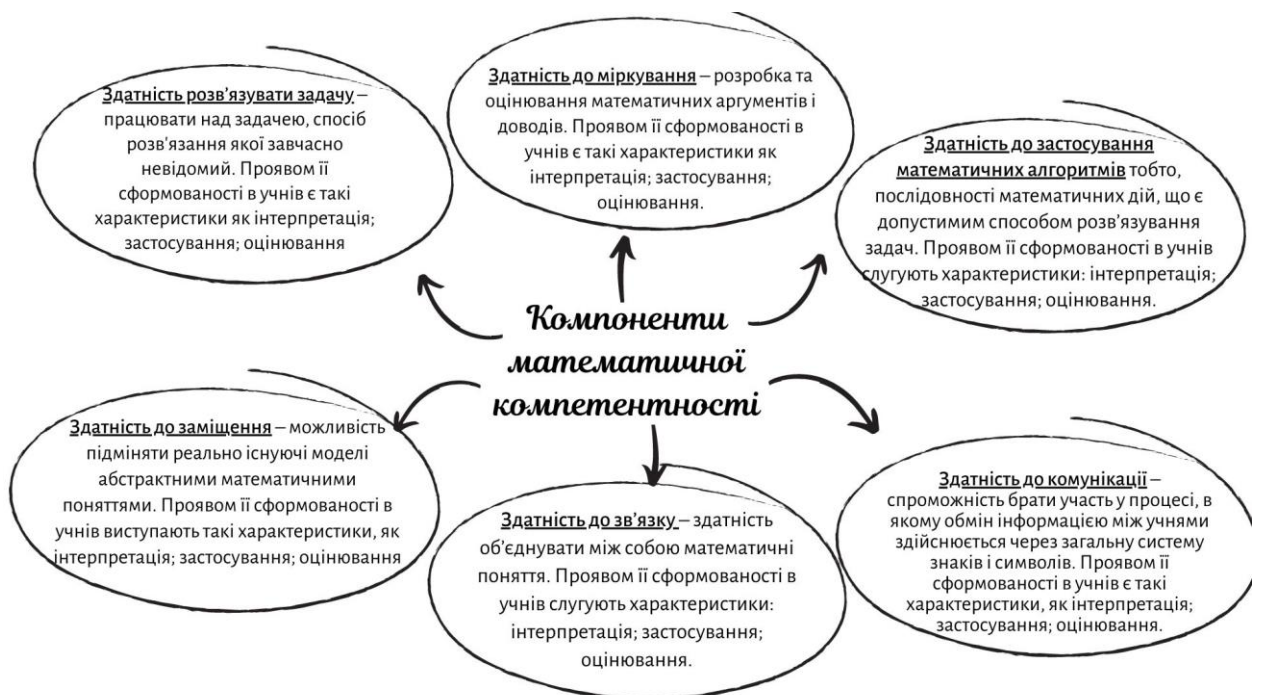 Здатність розв'язувати задачу –
працювати над задачею, спосіб
розв'язання якої завчасно
невідомий. Проявом її
сформованості в учнів є такі
характеристики як інтерпретація;
застосування; оцінювання
Здатність до міркування – розробка та
оцінювання математичних аргументів і
доводів. Проявом її сформованості в
учнів є такі характеристики як
інтерпретація; застосування;
оцінювання.
Здатність до застосування
математичних алгоритмів тобто,
послідовності математичних дій, що є
допустимим способом розв'язування
задач. Проявом її сформованості в учнів
слугують характеристики: інтерпретація;
застосування; оцінювання.
Компоненти
математичної
компетентності
Здатність до заміщення – можливість
підміняти реально існуючі моделі
абстрактними математичними
поняттями. Проявом її сформованості в
учнів виступають такі характеристики, як
інтерпретація; застосування; оцінювання
Здатність до зв'язку – здатність
об'єднувати між собою математичні
поняття. Проявом її сформованості в
учнів слугують характеристики:
інтерпретація; застосування;
оцінювання.
Здатність до комунікації –
спроможність брати участь у процесі, в
якому обмін інформацією між учнями
здійснюється через загальну систему
знаків і символів. Проявом її
сформованості в учнів є такі
характеристики, як інтерпретація;
застосування; оцінювання.